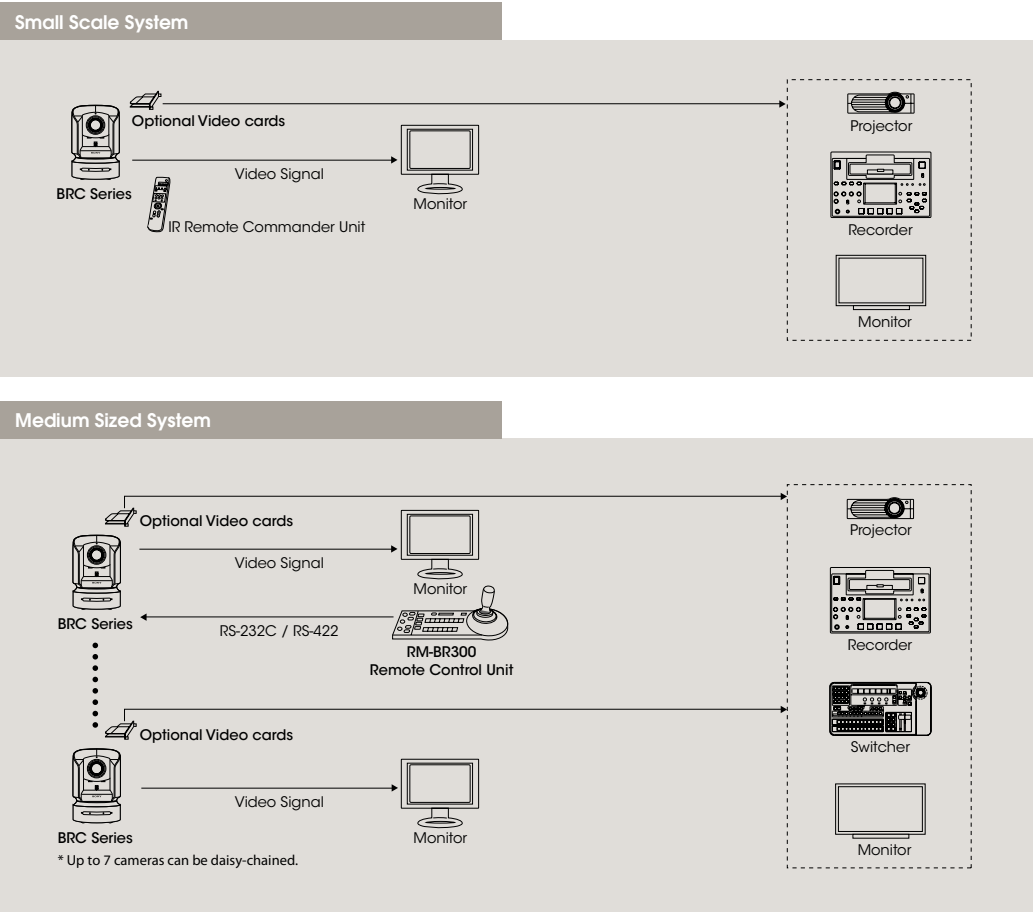 Small Scale System
Optional Video cards
Projector
BRC Series
Video Signal
Monitor
IR Remote Commander Unit
Recorder
Monitor
Medium Sized System
Optional Video cards
Projector
Video Signal
Monitor
BRC Series
RS-232C / RS-422
RM-BR300
Remote Control Unit
Recorder
Optional Video cards
Switcher
Video Signal
BRC Series
Monitor
Monitor
* Up to 7 cameras can be daisy-chained.